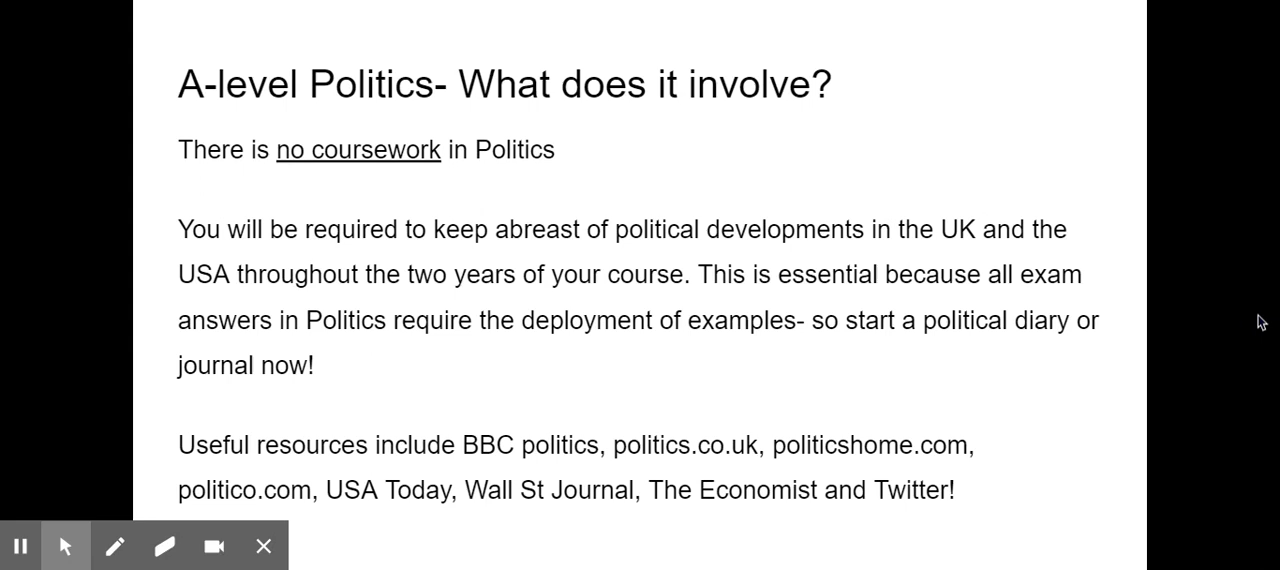 A-level Politics- What does it involve?
There is no coursework in Politics
You will be required to keep abreast of political developments in the UK and the
USA throughout the two years of your course. This is essential because all exam
answers in Politics require the deployment of examples- so start a political diary or
journal now!
Useful resources include BBC politics, politics.co.uk, politicshome.com,
politico.com, USA Today, Wall St Journal, The Economist and Twitter!